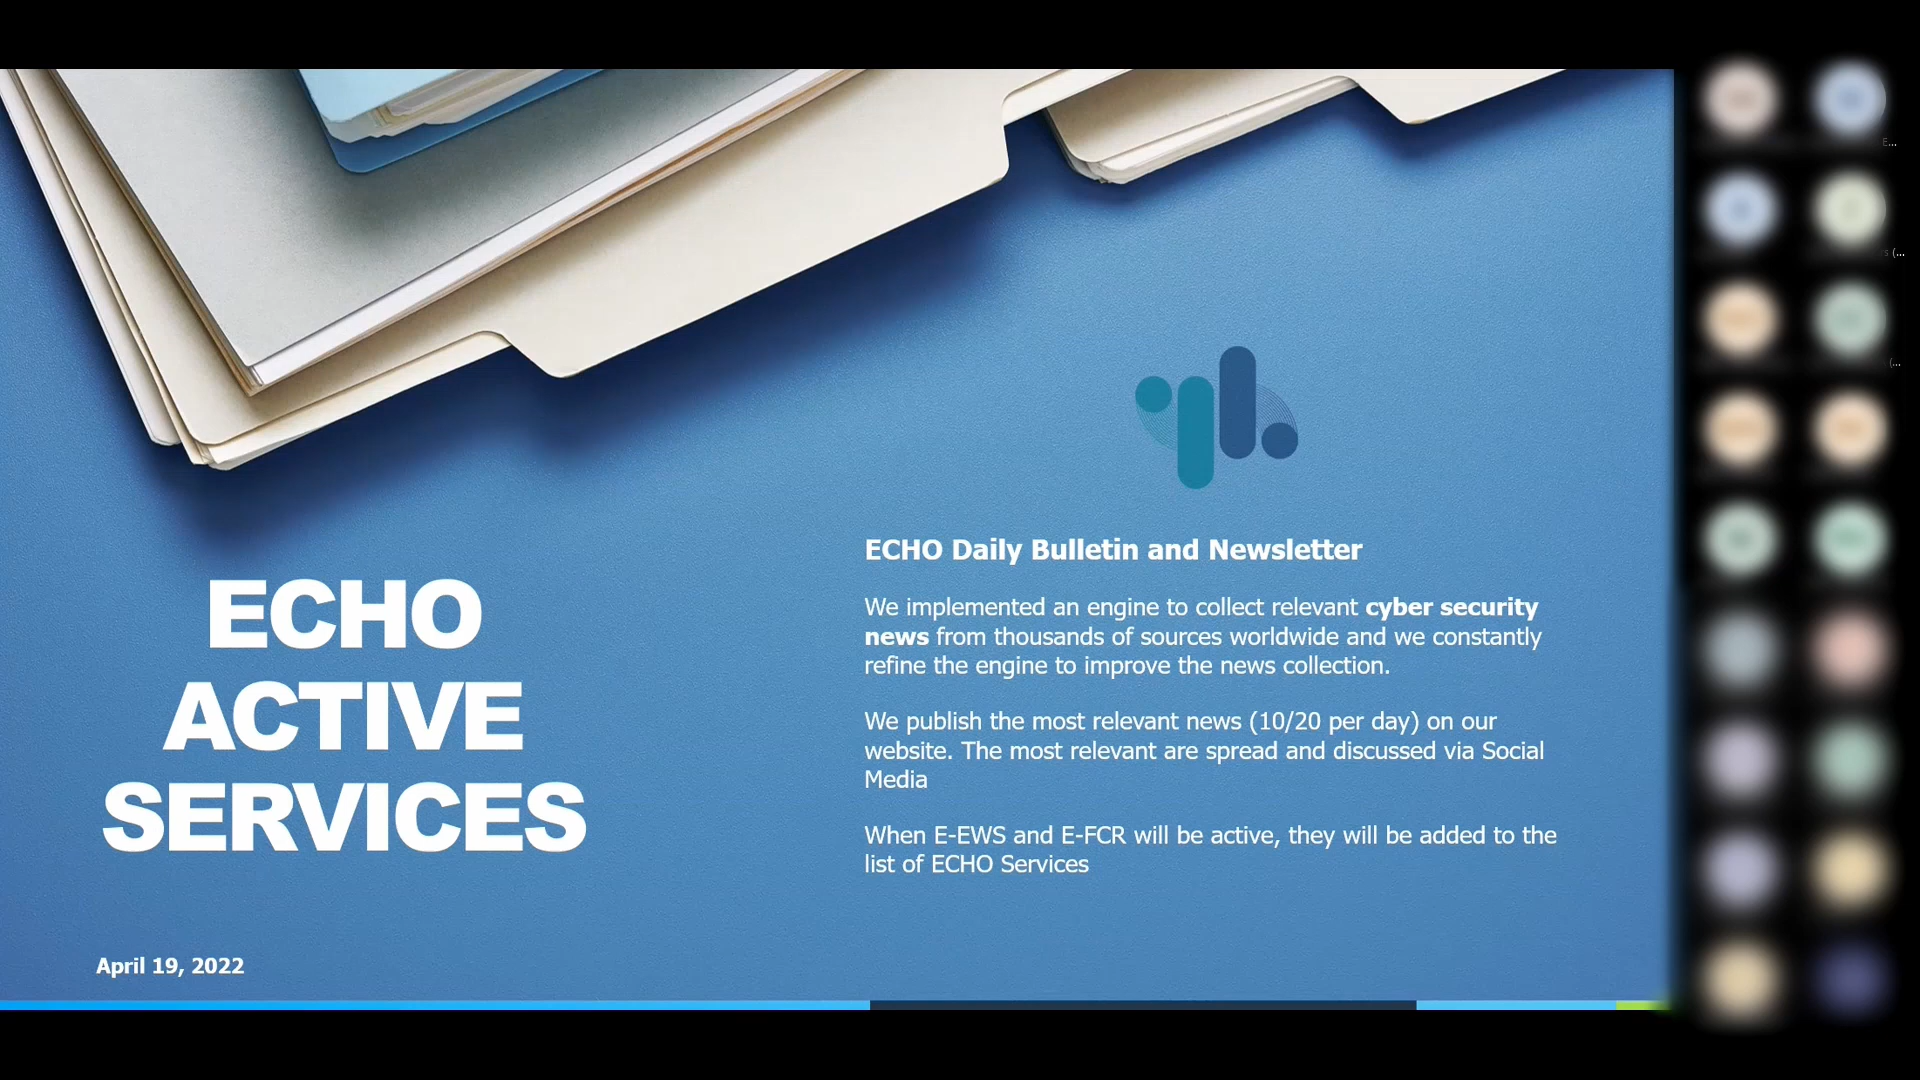 ECHO
ACTIVE
SERVICES
April 19, 2022
ECHO Daily Bulletin and Newsletter
We implemented an engine to collect relevant cyber security
news from thousands of sources worldwide and we constantly
refine the engine to improve the news collection.
We publish the most relevant news (10/20 per day) on our
website. The most relevant are spread and discussed via Social
Media
When E-EWS and E-FCR will be active, they will be added to the
list of ECHO Services